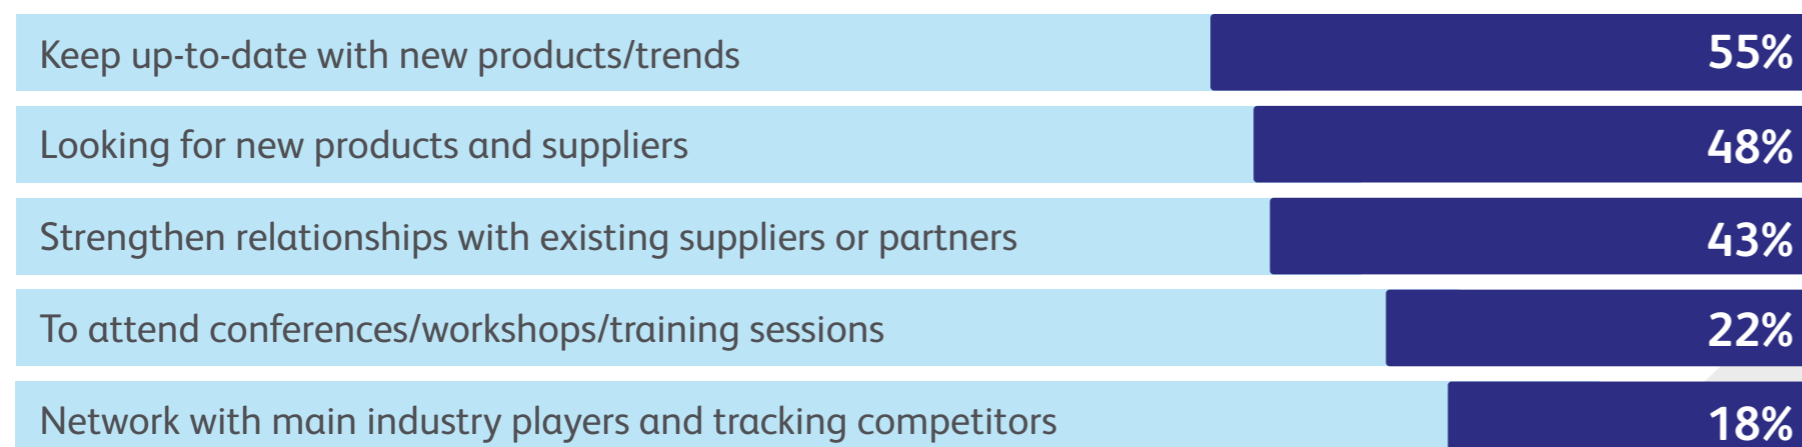 Keep up-to-date with new products/trends 55%
Looking for new products and suppliers 48%
Strengthen relationships with existing suppliers or partners 43%
To attend conferences/workshops/training sessions 22%
Network with main industry players and tracking competitors 18%